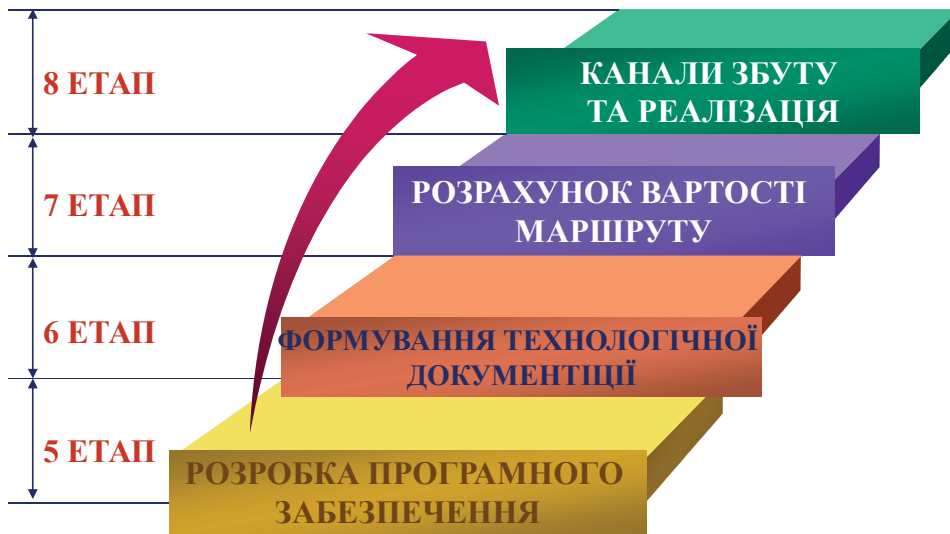 8 ЕТАП
КАНАЛИ ЗБУТУ
ТА РЕАЛІЗАЦІЯ
7 ЕТАП
РОЗРАХУНОК ВАРТОСТІ
МАРШРУТУ
6 ЕТАП
ФОРМУВАННЯ ТЕХНОЛОГІЧНОЇ
ДОКУМЕНТІЦІЇ
5 ЕТАП
РОЗРОБКА ПРОГРАМНОГО
ЗАБЕЗПЕЧЕННЯ